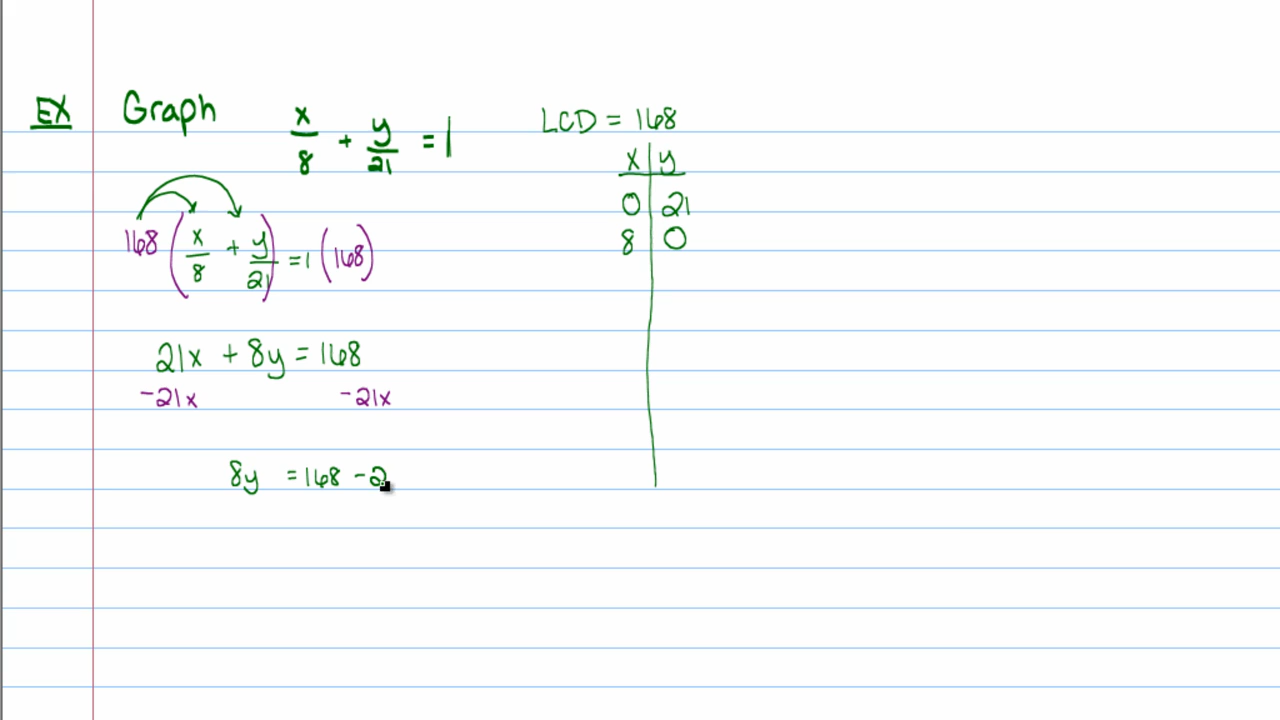 EX Graph x/8 + y/21 = 1
LCD = 168
x | y
0 | 21
8 | 0
168 ( x/8 + y/21 ) = 1 (168)
21x + 8y = 168
-21x -21x
8y = 168 - 2